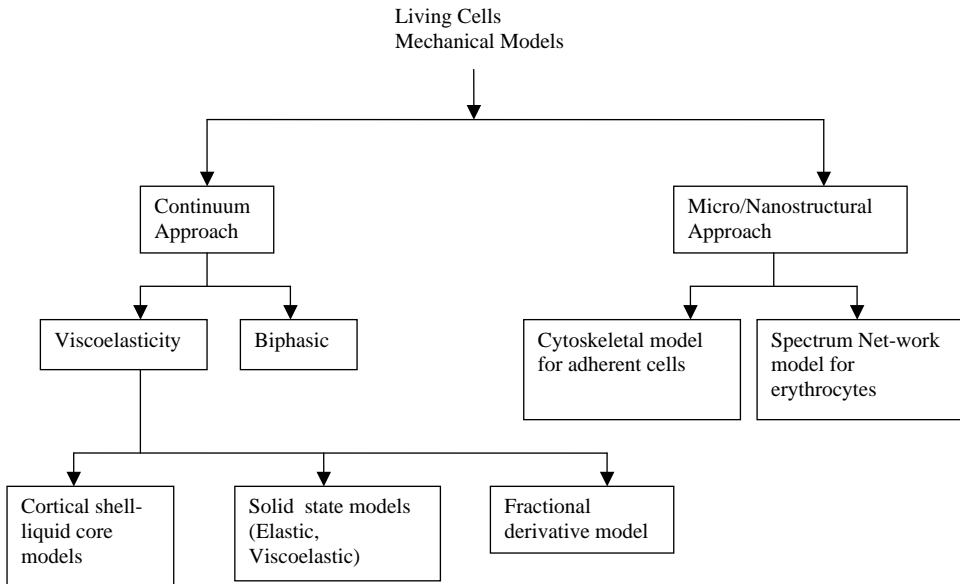 Living Cells
Mechanical Models
Continuum
Approach
Micro/Nanostructural
Approach
Viscoelasticity
Biphasic
Cytoskeletal model
for adherent cells
Spectrum Net-work
model for
erythrocytes
Cortical shell-
liquid core
models
Solid state models
(Elastic,
Viscoelastic)
Fractional
derivative model